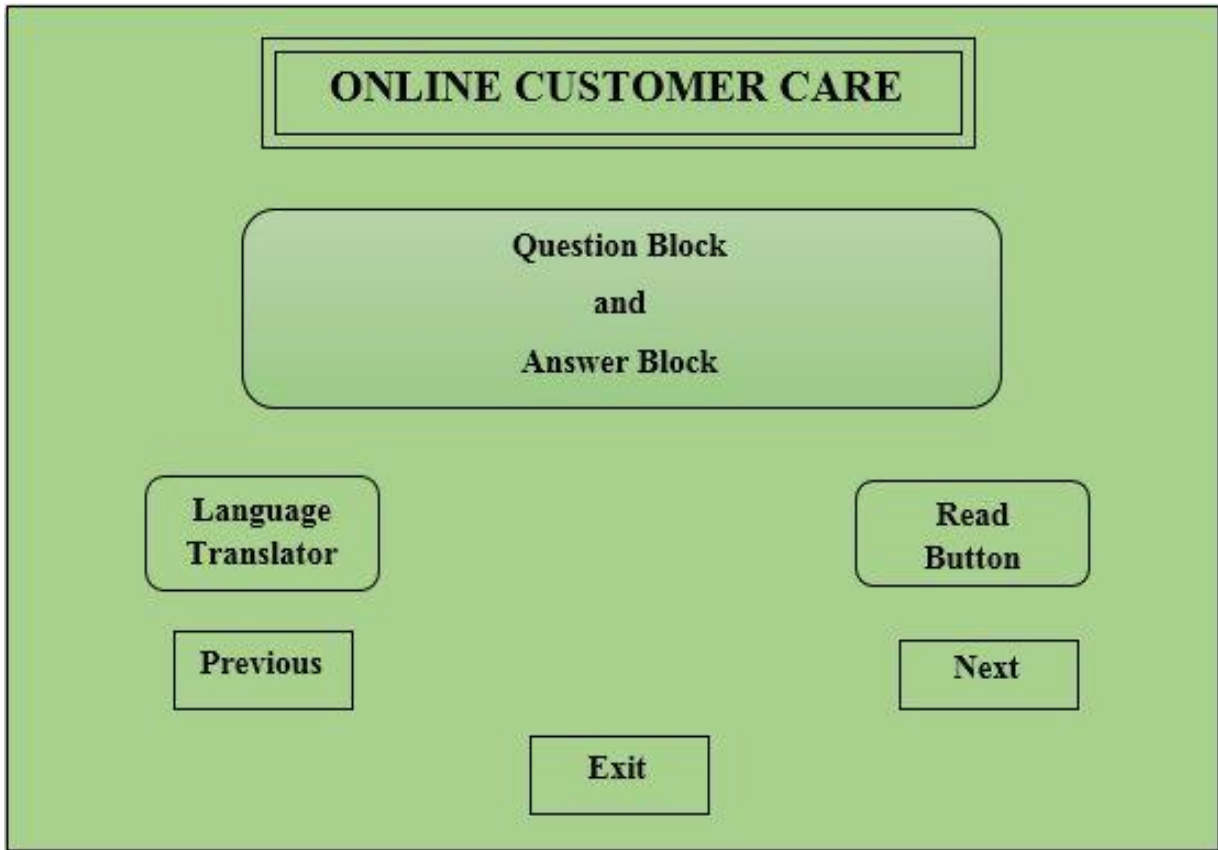 ONLINE CUSTOMER CARE
Question Block
and
Answer Block
Language
Translator
Read
Button
Previous
Next
Exit